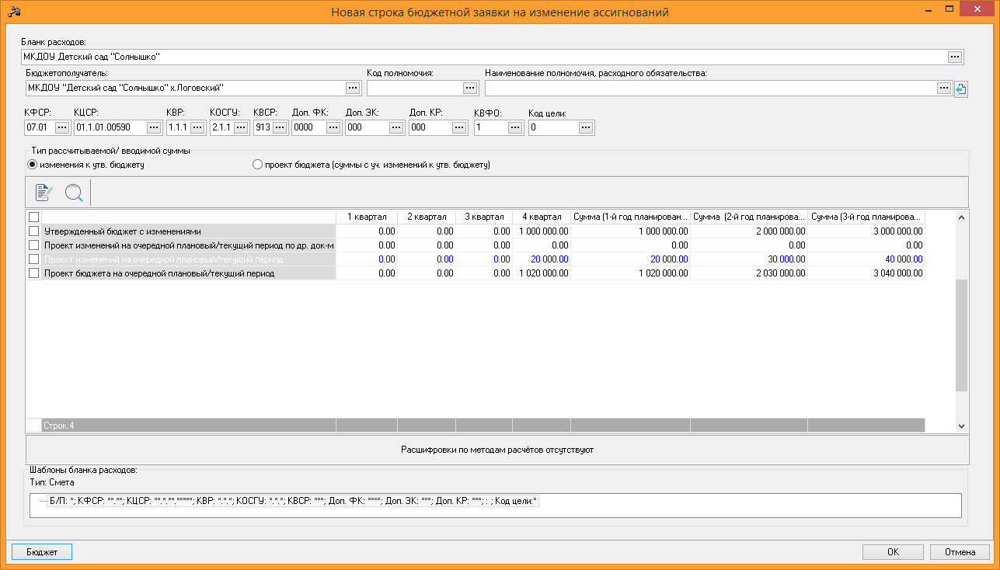 Новая строка бюджетной заявки на изменение ассигнований
Бланк расходов:
МКДОУ Детский сад "Солнышко"
Бюджетополучатель: Код полномочия: Наименование полномочия, расходного обязательства:
МКДОУ "Детский сад "Солнышко" х.Логовский"
КФСР: КЦСР: КВР: КОСГУ: КВСР: Доп. ФК: Доп. ЭК: Доп. КР: КВФО: Код цели:
07.01 01.1.01.00590 1.1.1 2.1.1 913 0000 000 000 1 0
Тип рассчитываемой/ вводимой суммы
изменения к утв. бюджету проект бюджета (суммы с уч. изменений к утв. бюджету)
1 квартал 2 квартал 3 квартал 4 квартал Сумма (1-й год планирован... Сумма (2-й год планирова... Сумма (3-й год планирова...
Утвержденный бюджет с изменениями 0.00 0.00 0.00 1 000 000.00 1 000 000.00 2 000 000.00 3 000 000.00
Проект изменений на очередной плановый/текущий период по др. док-м 0.00 0.00 0.00 0.00 0.00 0.00 0.00
Проект изменений на очередной плановый/текущий период 0.00 0.00 0.00 20 000.00 20 000.00 30 000.00 40 000.00
Проект бюджета на очередной плановый/текущий период 0.00 0.00 0.00 1 020 000.00 1 020 000.00 2 030 000.00 3 040 000.00
Строк:4
Расшифровки по методам расчётов отсутствуют
Шаблоны бланка расходов:
Тип: Смета
Б/П: *; КФСР: **.**; КЦСР: **.*.**.*****; КВР: *.*.*; КОСГУ: *.*.*; КВСР: ***; Доп. ФК: ****; Доп. ЭК: ***; Доп. КР: ***; : ; Код цели:*
Бюджет OK Отмена